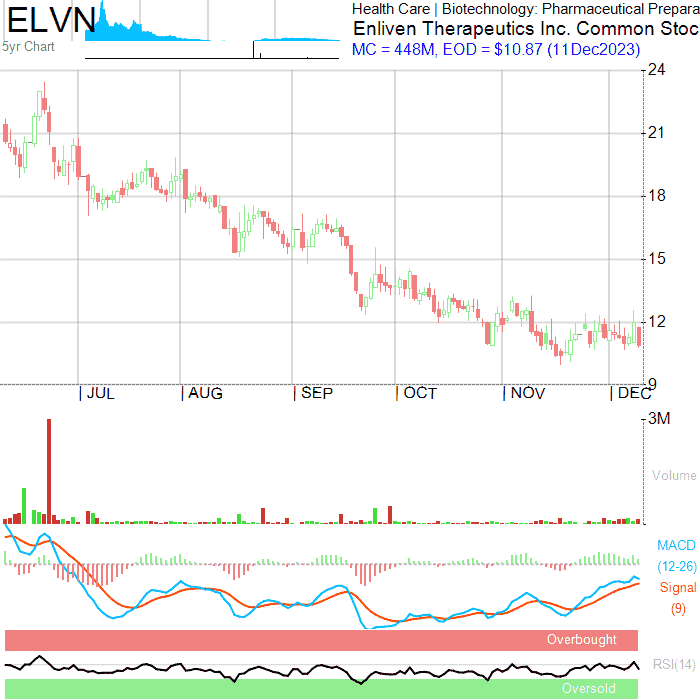 ELVN
Health Care | Biotechnology: Pharmaceutical Prepara
Enliven Therapeutics Inc. Common Stoc
MC = 448M, EOD = $10.87 (11Dec2023)
5yr Chart
24
21
18
15
12
9
| JUL | AUG | SEP | OCT | NOV | DEC
3M
Volume
MACD
(12-26)
Signal
(9)
Overbought
RSI(14)
Oversold